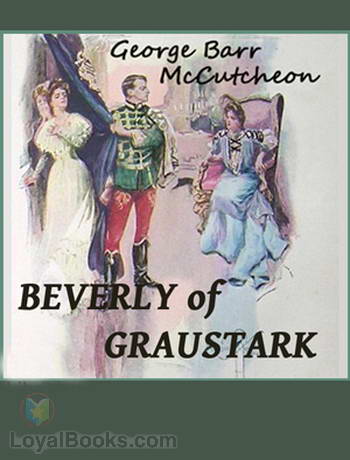 George Barr
McCutcheon
BEVERLY of
GRAUSTARK
LoyalBooks.com